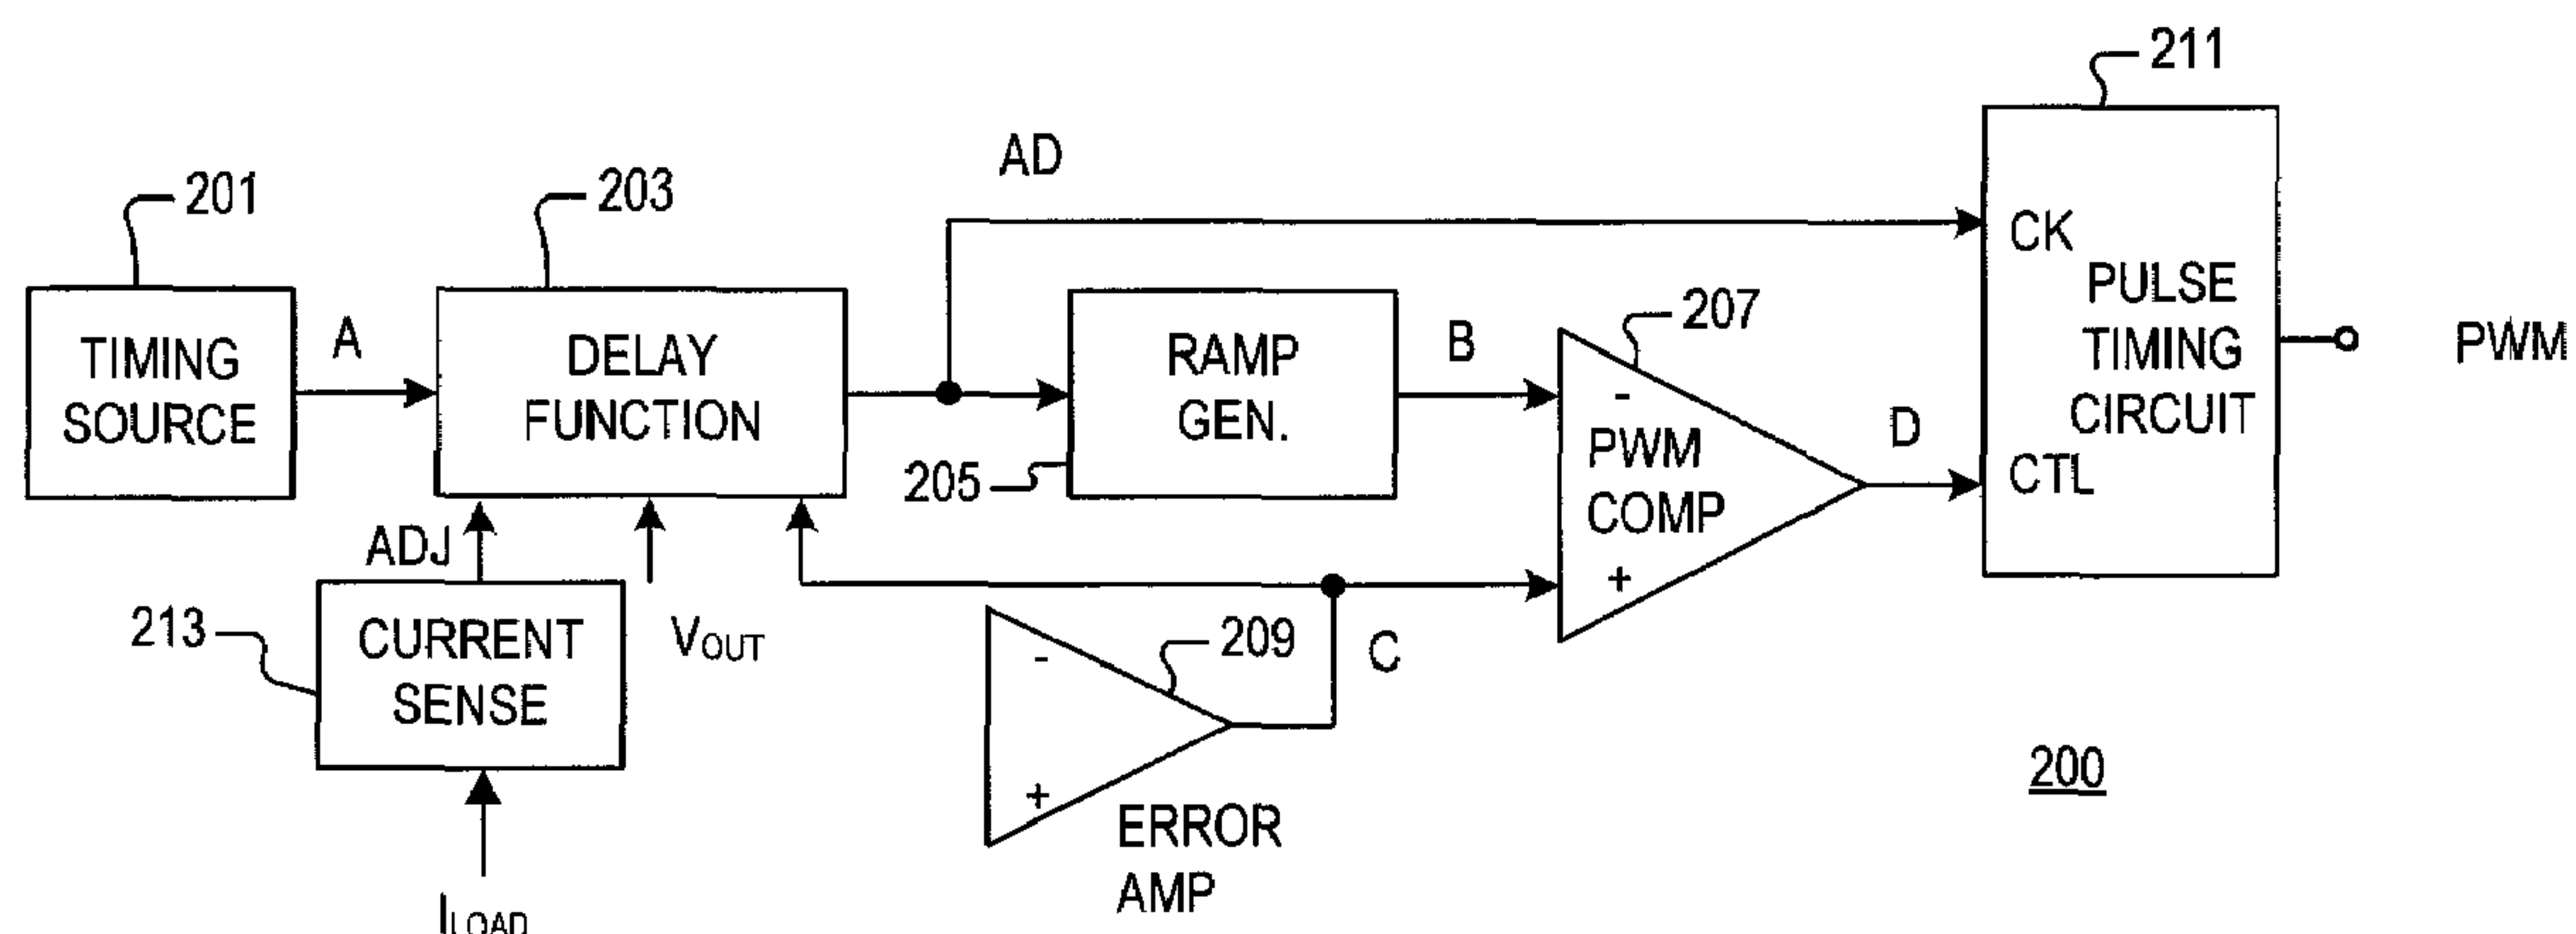 211
AD
201
203
CK
PULSE
TIMING
CIRCUIT
CTL
PWM
TIMING
SOURCE
A
DELAY
FUNCTION
RAMP
GEN.
205
B
207
-
PWM
COMP
+
D
ADJ
213
CURRENT
SENSE
VOUT
-
209
C
+
ERROR
AMP
200
ILOAD